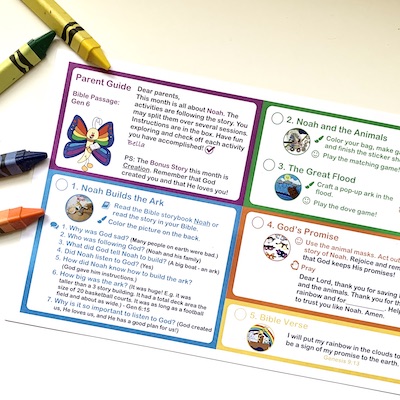 Parent Guide
Bible Passage:
Gen 6
Dear parents,
This month is all about Noah. The
activities are following the story. You
may split them over several sessions.
Instructions are in the box. Have fun
exploring and check off each activity
you have accomplished!
Bella
PS: The Bonus Story this month is
Creation. Remember that God
created you and that He loves you!
1. Noah Builds the Ark
Read the Bible storybook Noah or
read the story in your Bible.
Color the picture on the back.
1. Why was God sad? (Many people on earth were bad.)
2. Who was following God? (Noah and his family)
3. What did God tell Noah to build? (A big boat - an ark)
4. Did Noah listen to God? (Yes)
5. How did Noah know how to build the ark?
(God gave him instructions.)
6. How big was the ark? (It was huge! E.g. it was
taller than a 3 story building. It had a total deck area the
size of 20 basketball courts. It was as long as a football
field and about as wide.) - Gen 6:15
7. Why is it so important to listen to God? (God created
us, He loves us, and He has a good plan for us!)
2. Noah and the Animals
Color your bag, make ga
and finish the sticker sh
Play the matching game!
3. The Great Flood
Craft a pop-up ark in the
flood.
Play the dove game!
4. God's Promise
Use the animal masks. Act out
story of Noah. Rejoice and rem
that God keeps His promises!
Pray
Dear Lord, thank you for saving t
and the animals. Thank you for t
rainbow and for ________. Help
to trust you like Noah. Amen.
5. Bible Verse
I will put my rainbow in the clouds to
be a sign of my promise to the earth.
Genesis 9:13